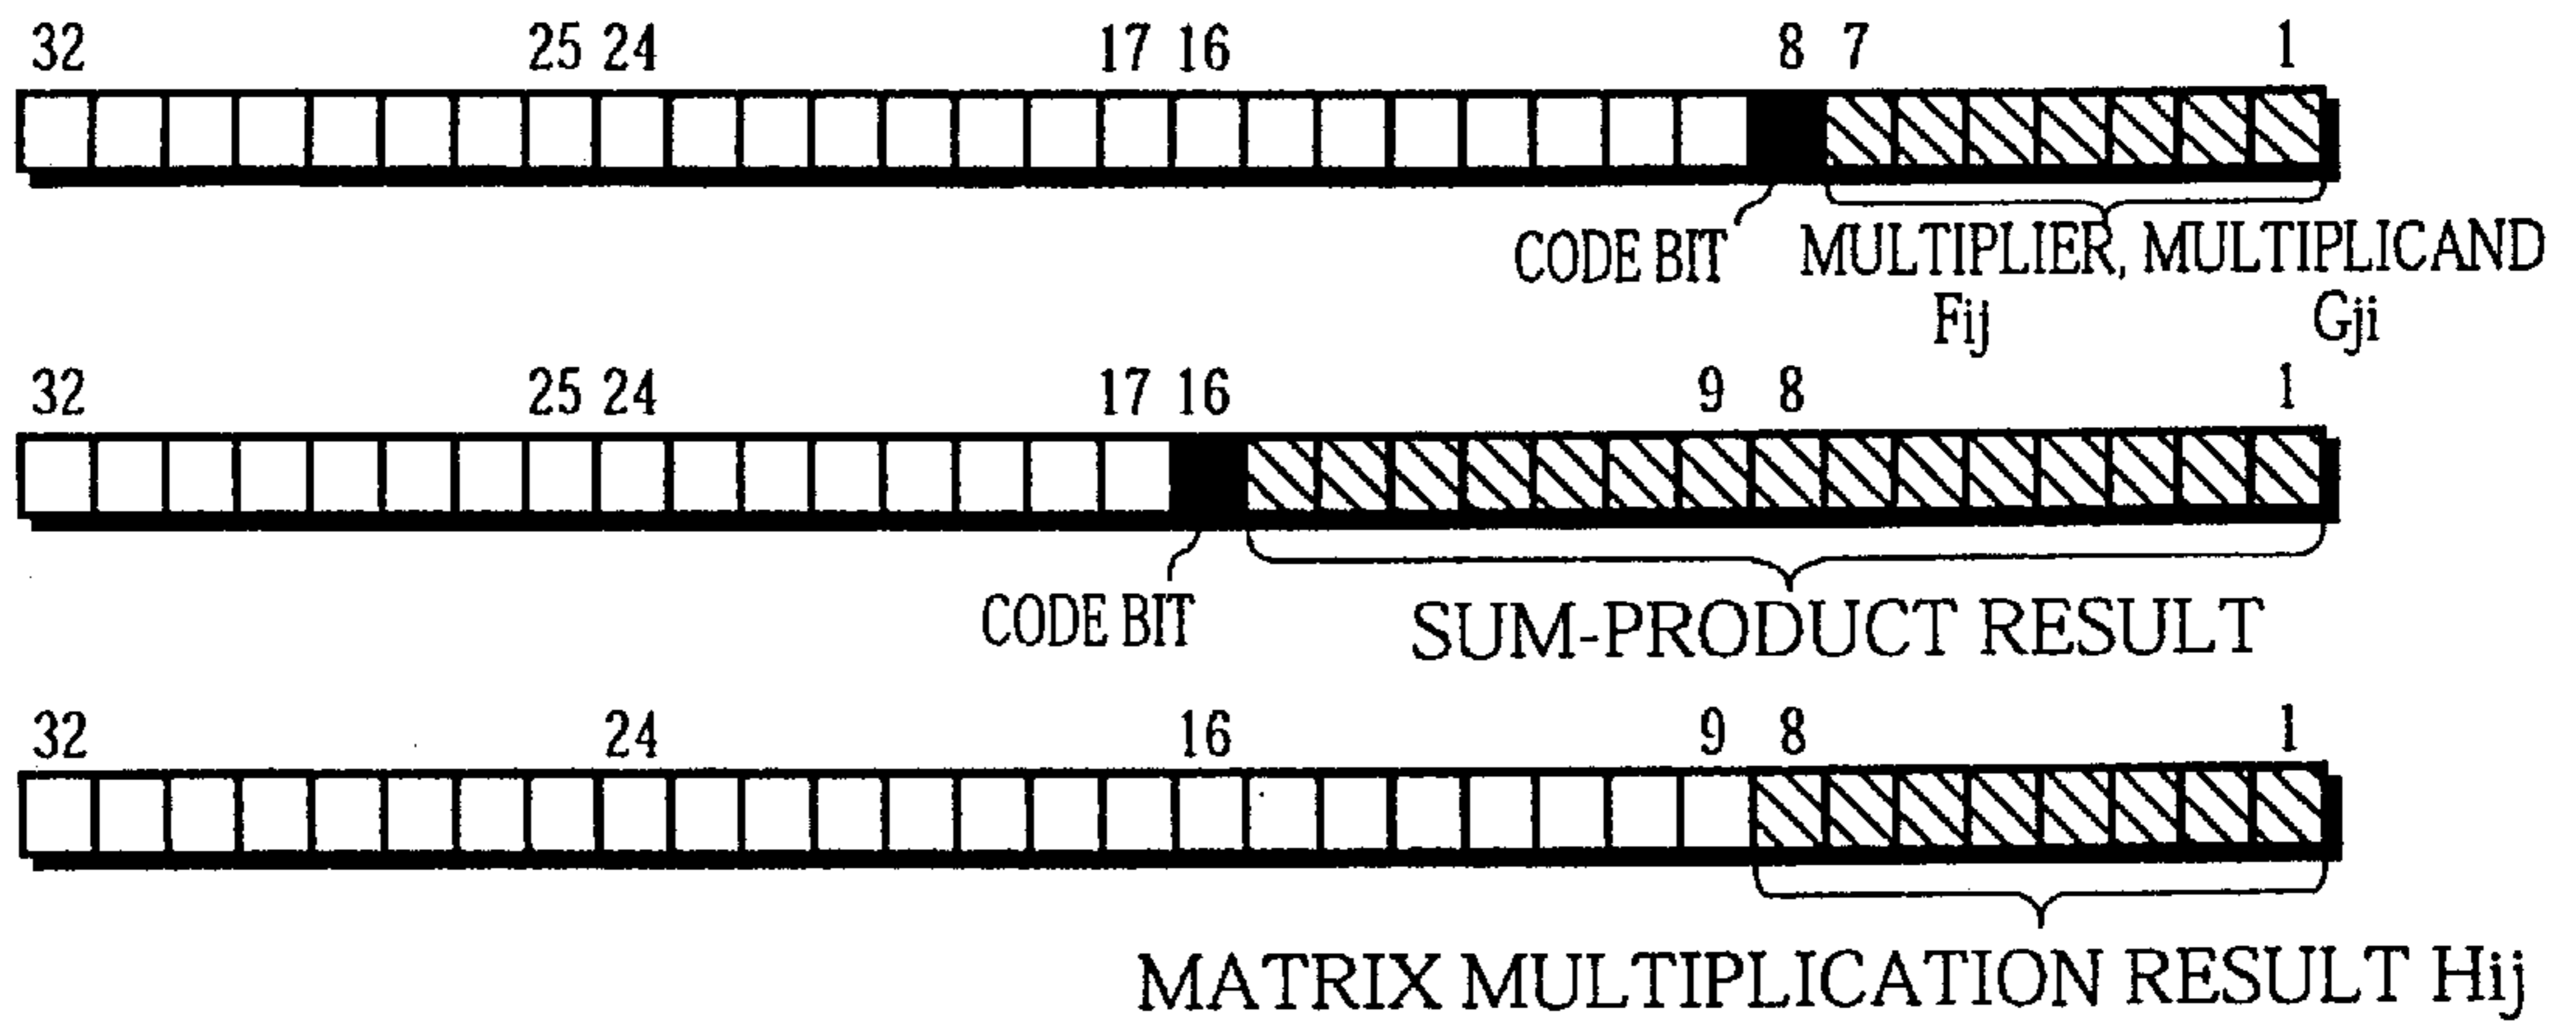 32 25 24 17 16 8 7 1
CODE BIT MULTIPLIER, MULTIPLICAND
Fij Gji
32 25 24 17 16 9 8 1
CODE BIT SUM-PRODUCT RESULT
32 24 16 9 8 1
MATRIX MULTIPLICATION RESULT Hij